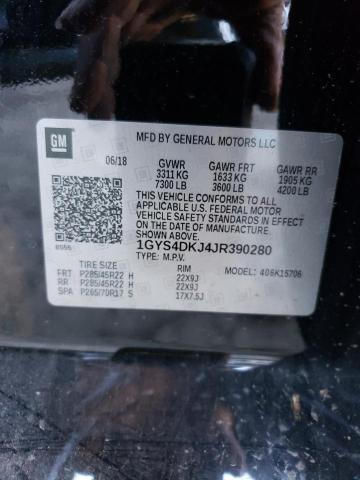 GM
MFD BY GENERAL MOTORS LLC
06/18
GVWR GAWR FRT GAWR RR
3311 KG 1633 KG 1905 KG
7300 LB 3600 LB 4200 LB
THIS VEHICLE CONFORMS TO ALL
APPLICABLE U.S. FEDERAL MOTOR
VEHICLE SAFETY STANDARDS IN
EFFECT ON THE DATE OF MANUFACTURE
SHOWN ABOVE.
1GYS4DKJ4JR390280
TYPE: M.P.V.
TIRE SIZE RIM MODEL: 406K15706
FRT P285/45R22 H 22X9J
RR P285/45R22 H 22X9J
SPA P265/70R17 S 17X7.5J